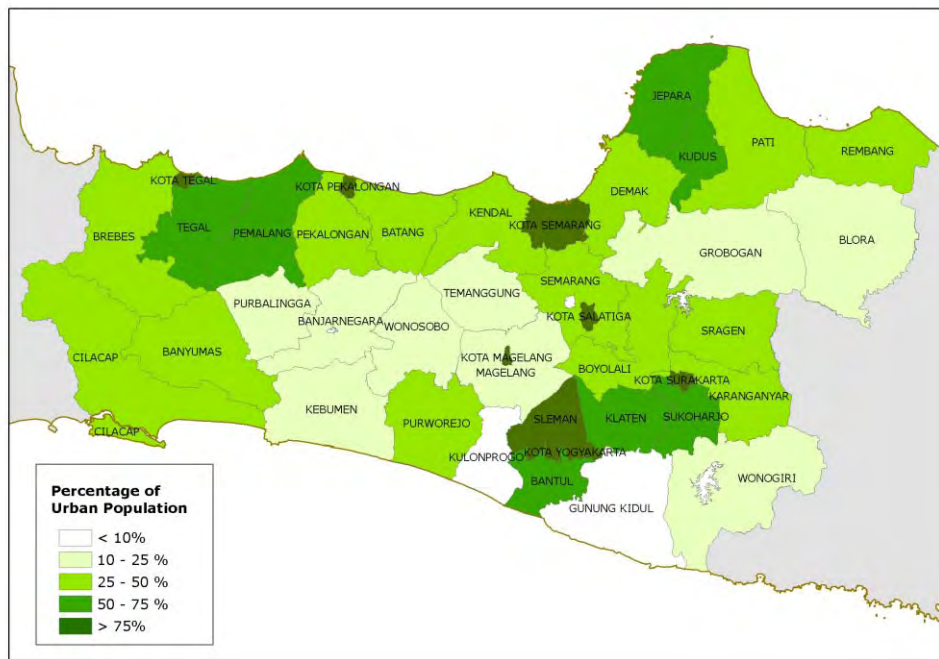 JEPARA
PATI
REMBANG
KUDUS
KOTA TEGAL
KOTA PEKALONGAN
DEMAK
KENDAL
KOTA SEMARANG
TEGAL
PEMALANG
PEKALONGAN
BATANG
BREBES
GROBOGAN
BLORA
SEMARANG
TEMANGGUNG
PURBALINGGA
BANJARNEGARA
WONOSOBO
KOTA SALATIGA
SRAGEN
CILACAP
BANYUMAS
KOTA MAGELANG
MAGELANG
BOYOLALI
KOTA SURAKARTA
KARANGANYAR
KEBUMEN
PURWOREJO
SLEMAN
KLATEN
SUKOHARJO
CILACAP
KULONPROGO
KOTA YOGYAKARTA
BANTUL
WONOGIRI
GUNUNG KIDUL
Percentage of
Urban Population
< 10%
10 - 25 %
25 - 50 %
50 - 75 %
> 75%